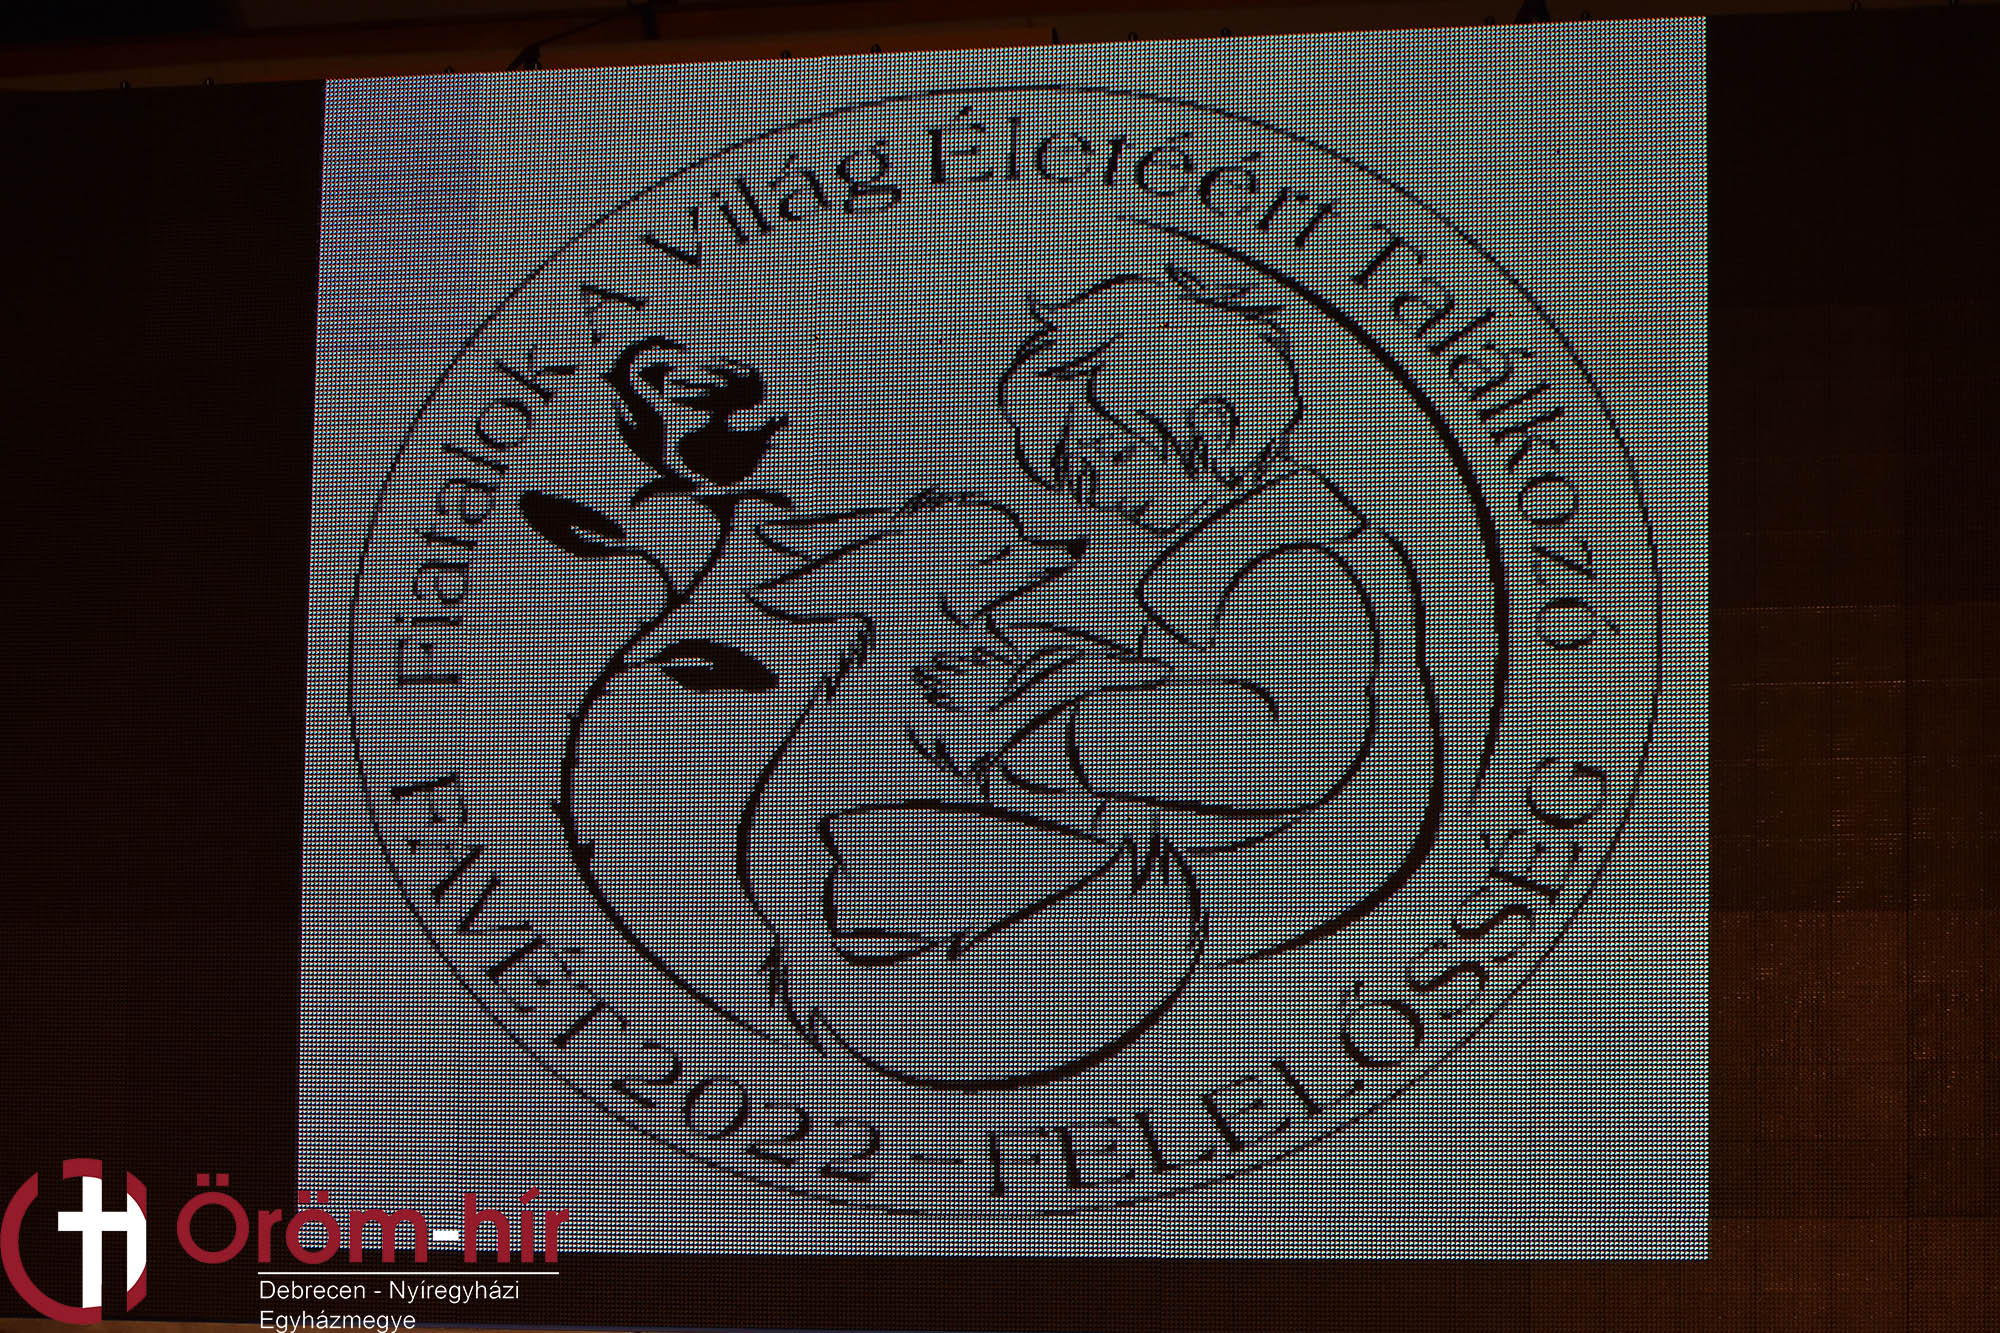 Fiatalok A világ Életéért Találkozó
FAVÉT 2022 - FELELŐSSÉG
Öröm-hír
Debrecen - Nyíregyházi
Egyházmegye